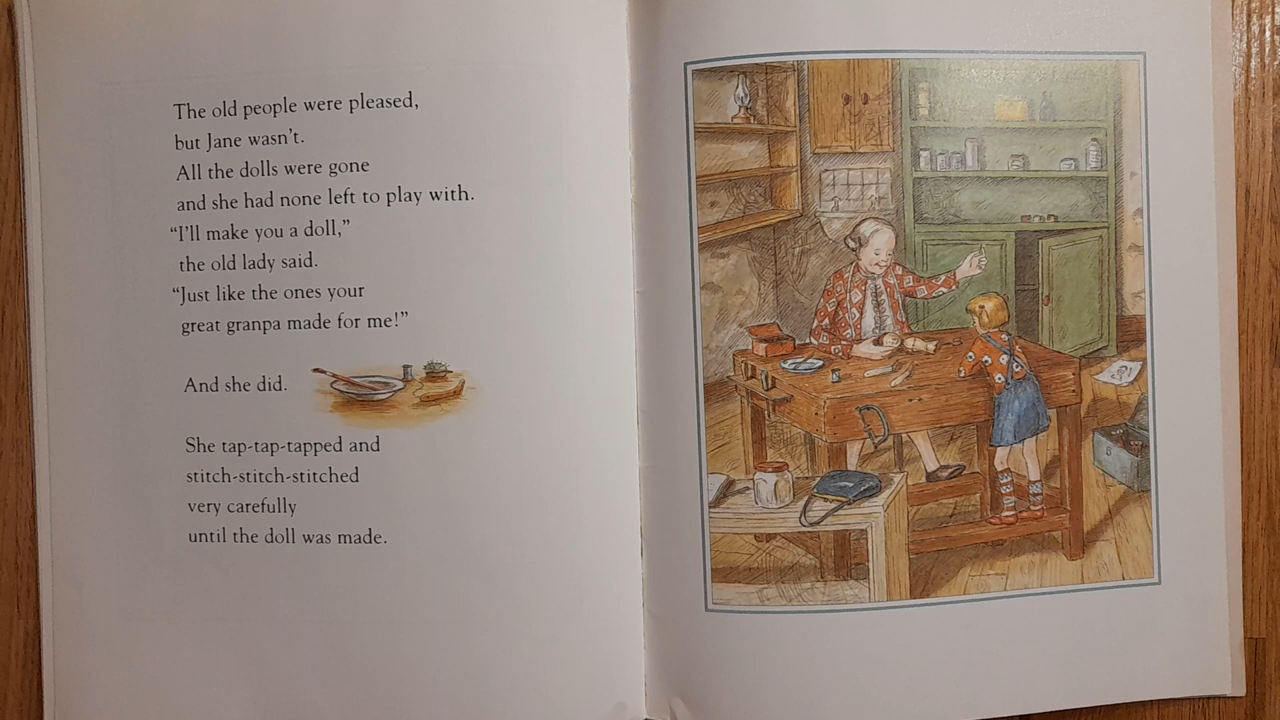 The old people were pleased,
but Jane wasn't.
All the dolls were gone
and she had none left to play with.
“I'll make you a doll,”
the old lady said.
“Just like the ones your
great granpa made for me!”
And she did.
She tap-tap-tapped and
stitch-stitch-stitched
very carefully
until the doll was made.